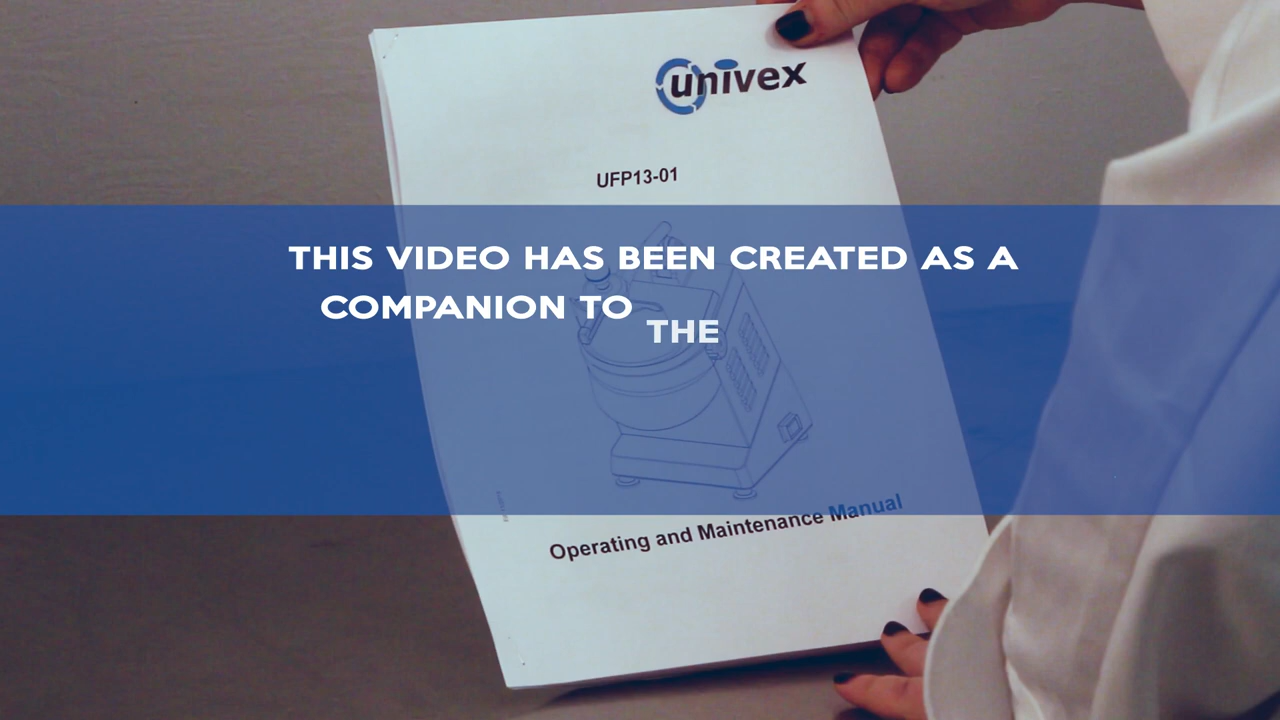 univex
UFP13-01
THIS VIDEO HAS BEEN CREATED AS A
COMPANION TO THE
Operating and Maintenance Manual